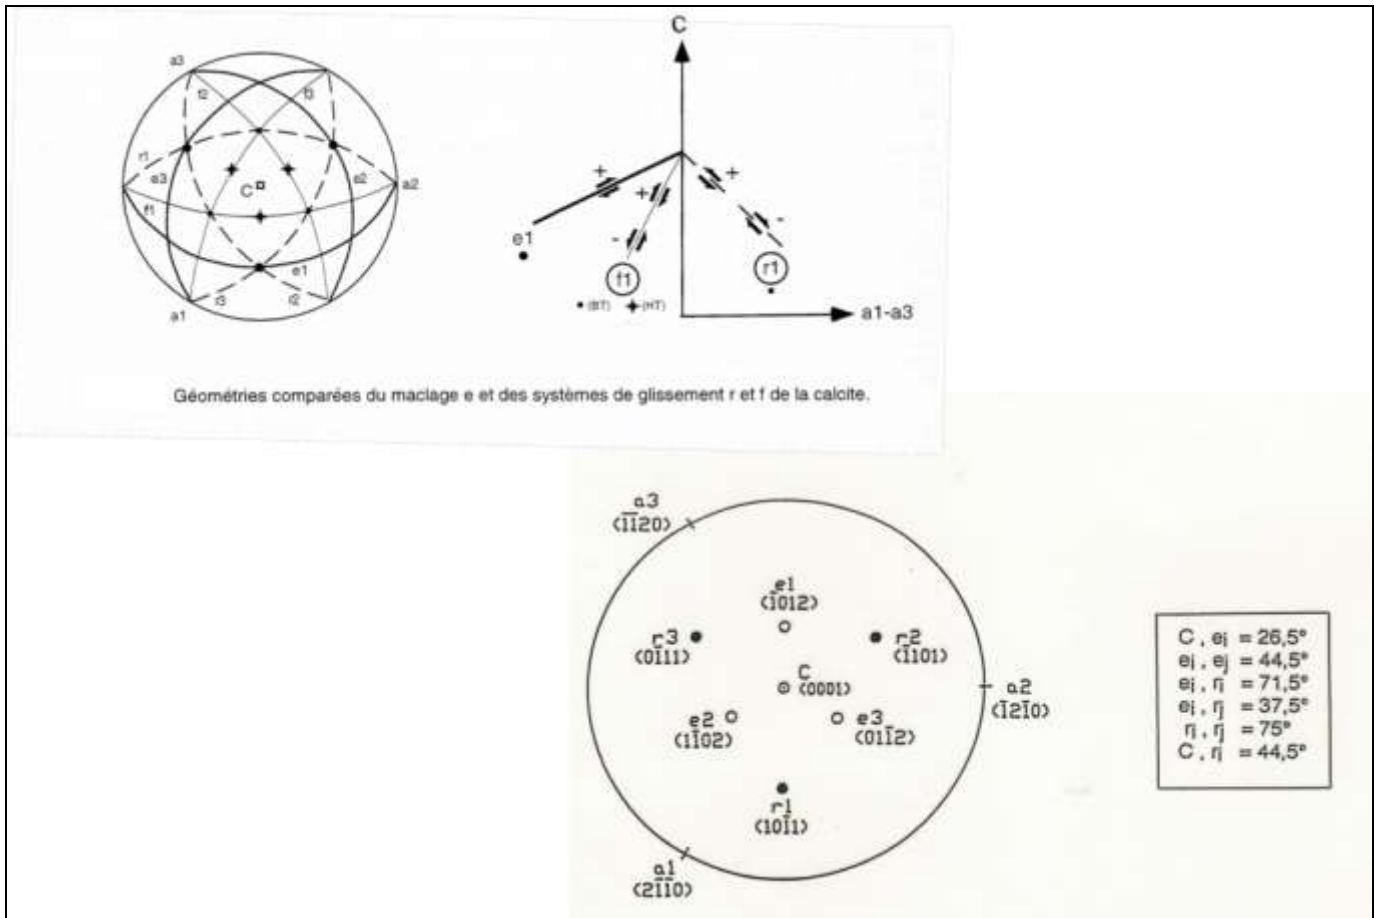 a3
f2
f3
r1
e3
C
e2
a2
f1
e1
r3
r2
a1
C
+
+
+
-
-
e1
f1
r1
(BT)
(HT)
a1-a3
Géométries comparées du maclage e et des systèmes de glissement r et f de la calcite.
a3
(1̅1̅20)
e1
(1̅012)
r3
(01̅11)
r2
(1̅101)
C
(0001)
a2
(1̅21̅0)
e2
(11̅02)
e3
(011̅2)
r1
(101̅1)
a1
(21̅1̅0)
C , ei = 26,5°
ei , ej = 44,5°
ei , ri = 71,5°
ei , rj = 37,5°
ri , rj = 75°
C , ri = 44,5°